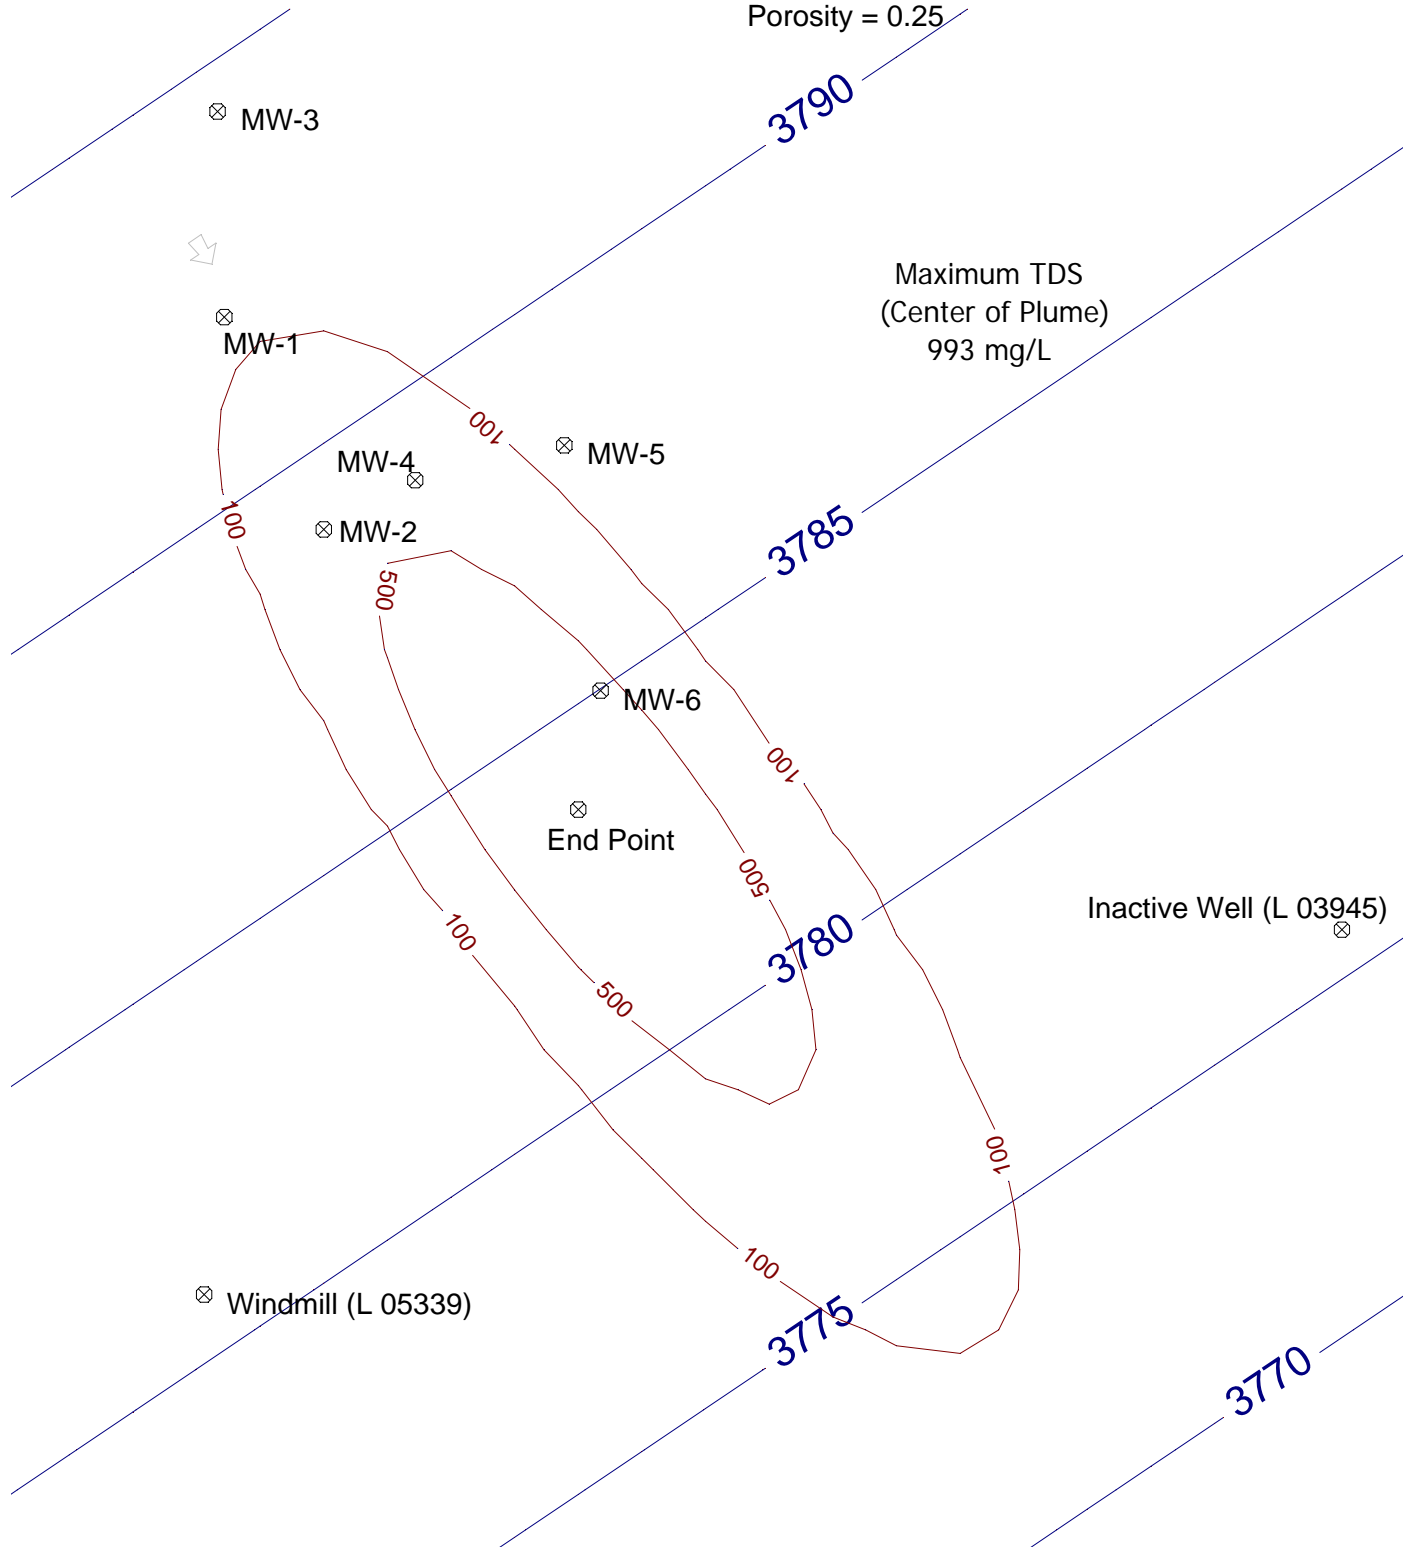 Porosity = 0.25
3790
MW-3
Maximum TDS
(Center of Plume)
993 mg/L
MW-1
100
MW-5
MW-4
100
MW-2
3785
500
MW-6
100
End Point
500
Inactive Well (L 03945)
100
3780
500
100
100
Windmill (L 05339)
3775
3770